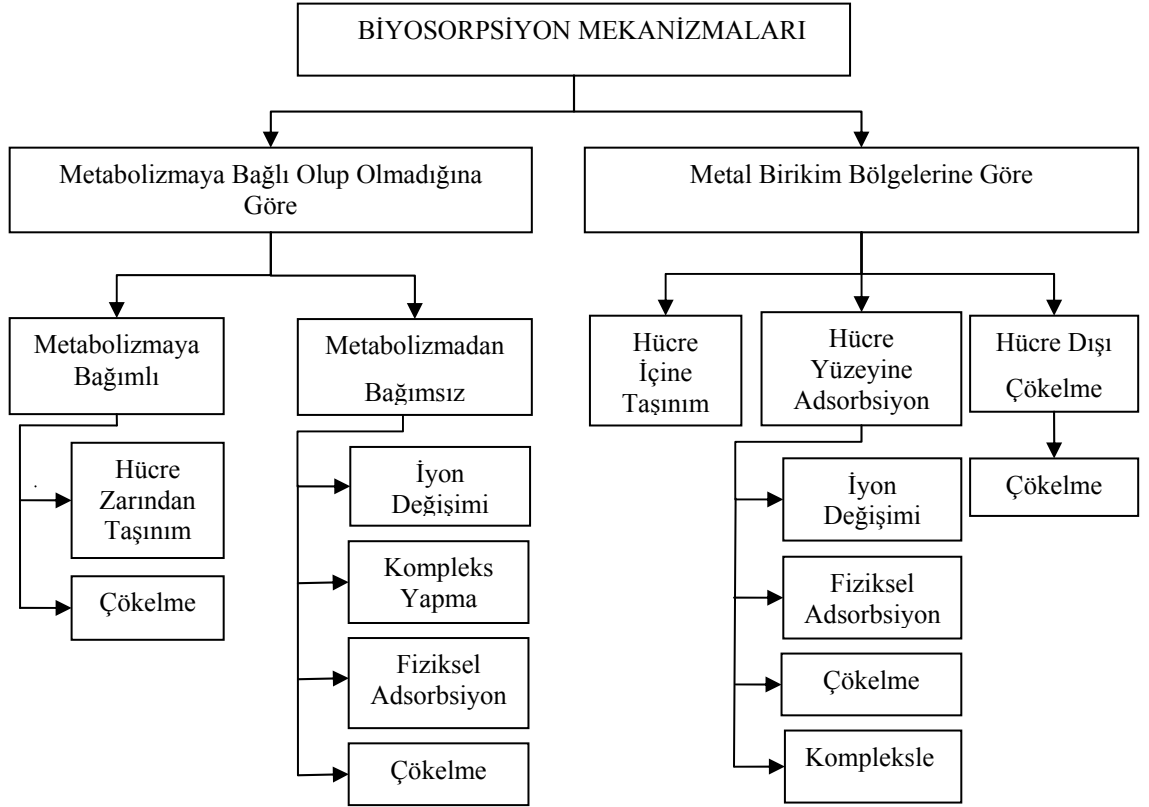 BİYOSORPSİYON MEKANİZMALARI
Metabolizmaya Bağlı Olup Olmadığına
Göre
Metal Birikim Bölgelerine Göre
Metabolizmaya
Bağımlı
Metabolizmadan
Bağımsız
Hücre
İçine
Taşınım
Hücre
Yüzeyine
Adsorbsiyon
Hücre Dışı
Çökelme
Hücre
Zarından
Taşınım
Çökelme
İyon
Değişimi
Kompleks
Yapma
Fiziksel
Adsorbsiyon
Çökelme
İyon
Değişimi
Fiziksel
Adsorbsiyon
Çökelme
Kompleksle
Çökelme